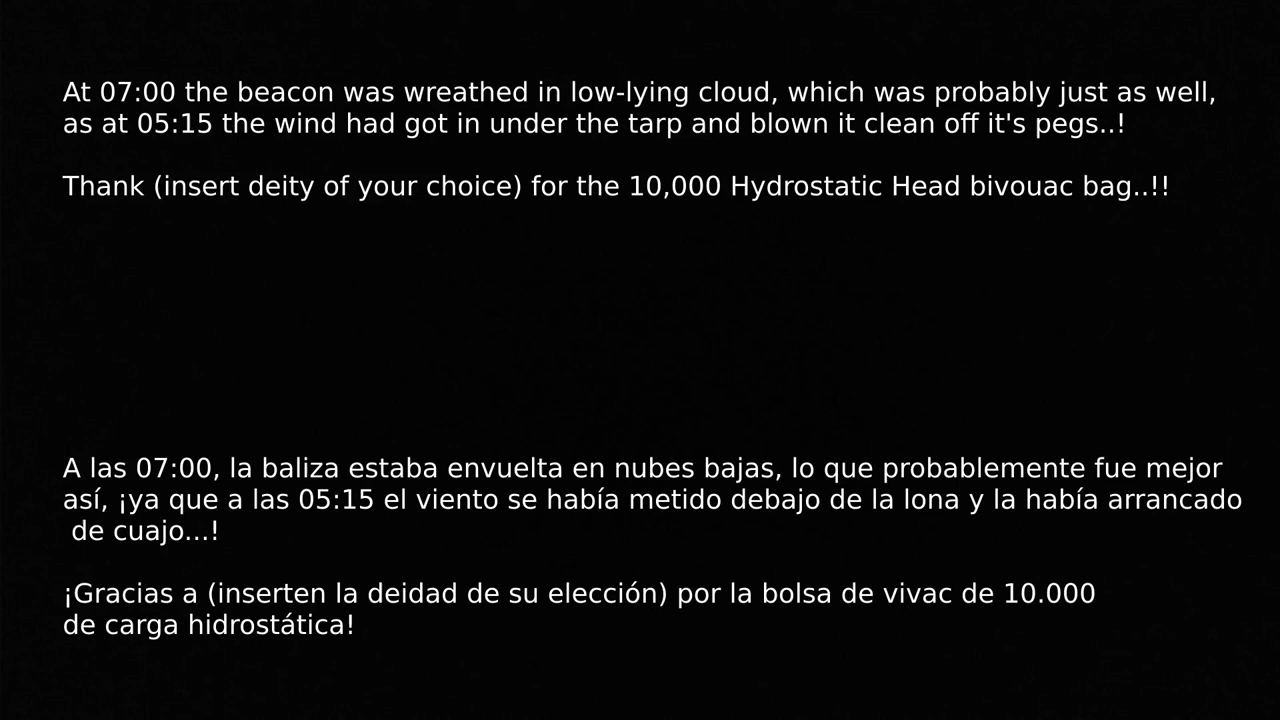 At 07:00 the beacon was wreathed in low-lying cloud, which was probably just as well,
as at 05:15 the wind had got in under the tarp and blown it clean off it's pegs..!
Thank (insert deity of your choice) for the 10,000 Hydrostatic Head bivouac bag..!!
A las 07:00, la baliza estaba envuelta en nubes bajas, lo que probablemente fue mejor
así, ¡ya que a las 05:15 el viento se había metido debajo de la lona y la había arrancado
de cuajo...!
¡Gracias a (inserten la deidad de su elección) por la bolsa de vivac de 10.000
de carga hidrostática!